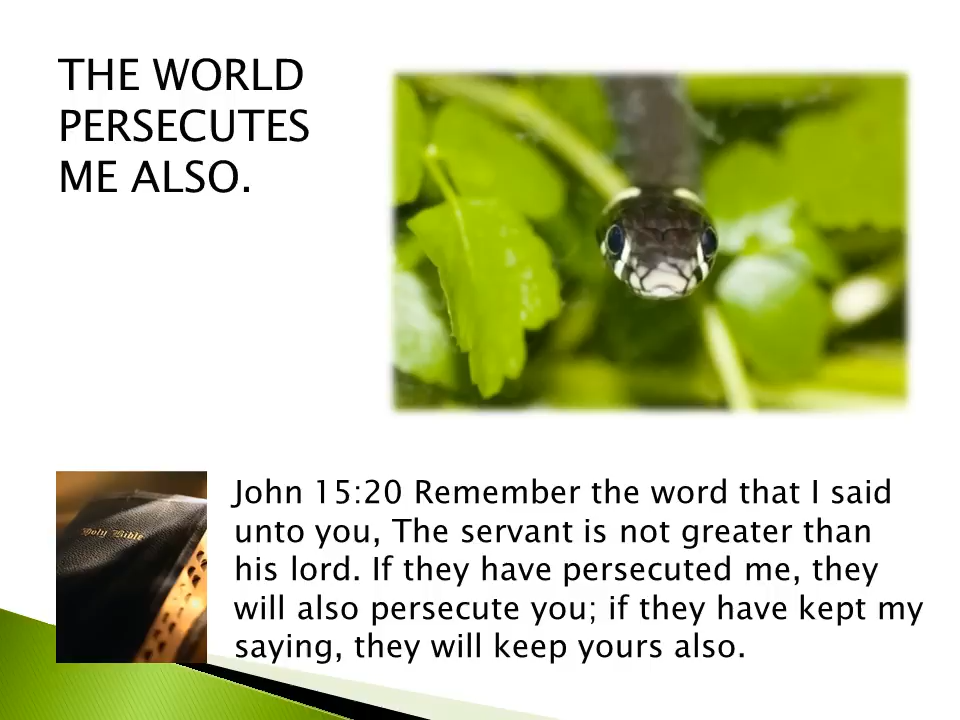 THE WORLD
PERSECUTES
ME ALSO.
Holy Bible
John 15:20 Remember the word that I said
unto you, The servant is not greater than
his lord. If they have persecuted me, they
will also persecute you; if they have kept my
saying, they will keep yours also.